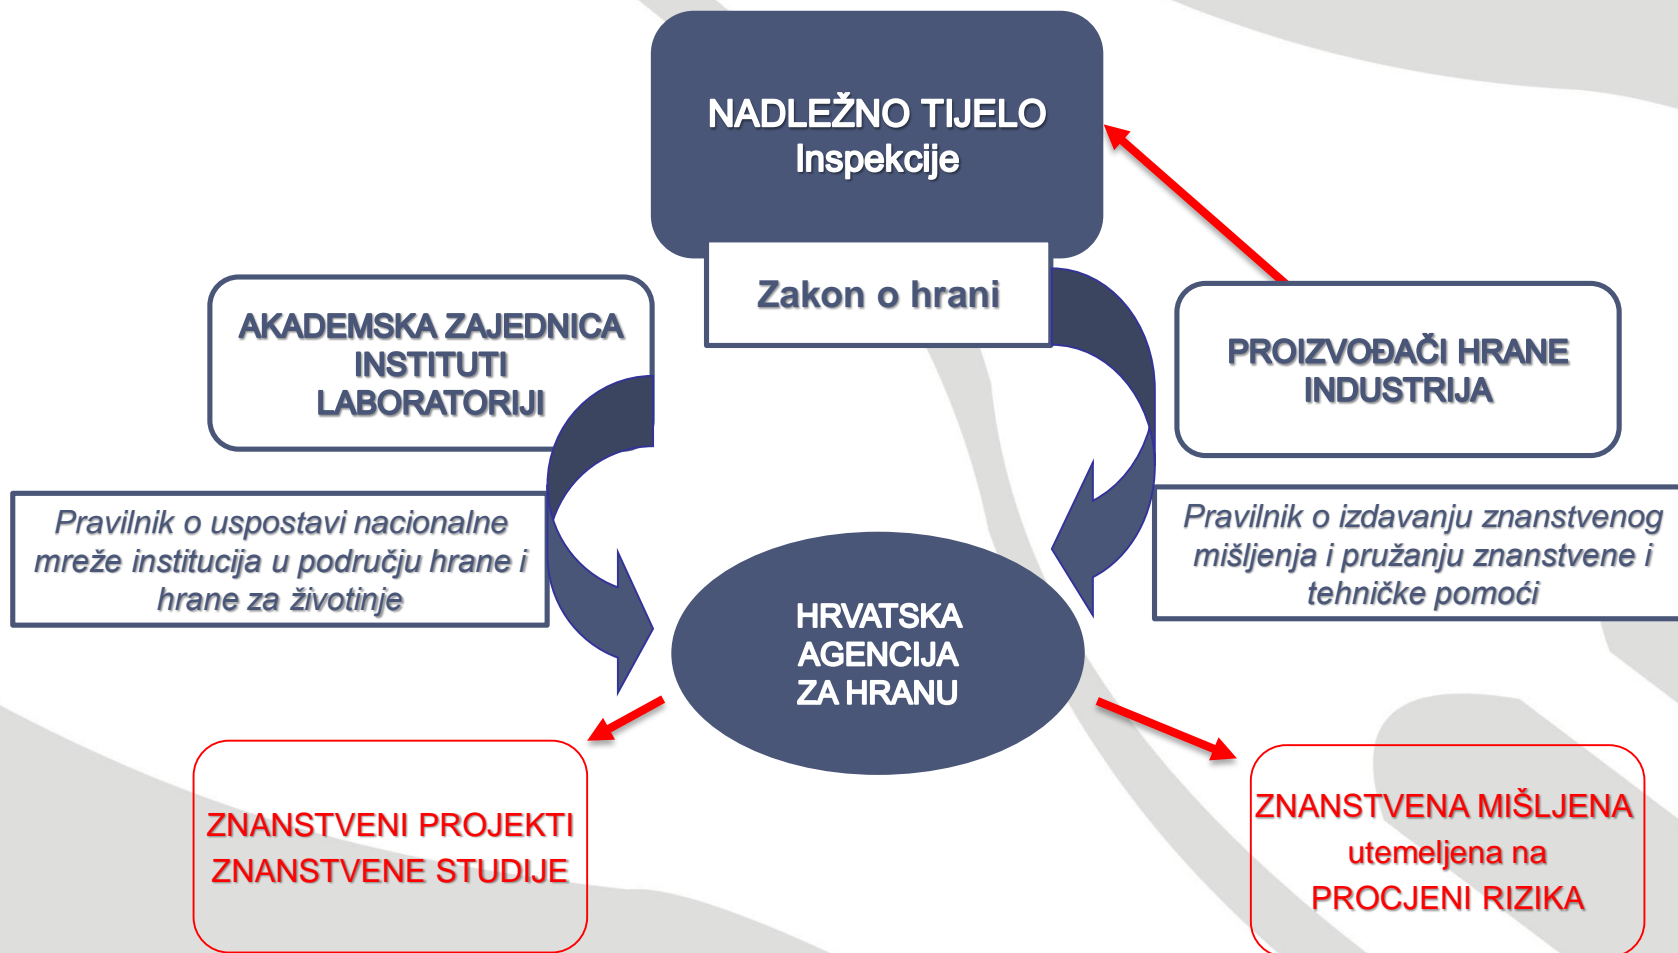 NADLEŽNO TIJELO
Inspekcije
Zakon o hrani
AKADEMSKA ZAJEDNICA
INSTITUTI
LABORATORIJI
PROIZVOĐAČI HRANE
INDUSTRIJA
Pravilnik o uspostavi nacionalne
mreže institucija u području hrane i
hrane za životinje
Pravilnik o izdavanju znanstvenog
mišljenja i pružanju znanstvene i
tehničke pomoći
HRVATSKA
AGENCIJA
ZA HRANU
ZNANSTVENI PROJEKTI
ZNANSTVENE STUDIJE
ZNANSTVENA MIŠLJENA
utemeljena na
PROCJENI RIZIKA